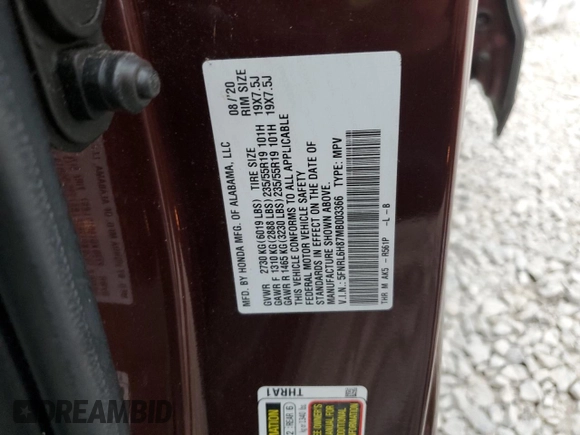 MFD. BY HONDA MFG. OF ALABAMA, LLC 08/'20
TIRE SIZE RIM SIZE
GVWR 2730 KG(6019 LBS)
GAWR F 1310 KG(2888 LBS) 235/55R19 101H 19X7.5J
GAWR R 1465 KG(3230 LBS) 235/55R19 101H 19X7.5J
THIS VEHICLE CONFORMS TO ALL APPLICABLE
FEDERAL MOTOR VEHICLE SAFETY
STANDARDS IN EFFECT ON THE DATE OF
MANUFACTURE SHOWN ABOVE.
V.I.N.: 5FNRL6H87MB003366 TYPE: MPV
THR M AK5 - R561P -L - B
THRA1
REAR
DREAMBID